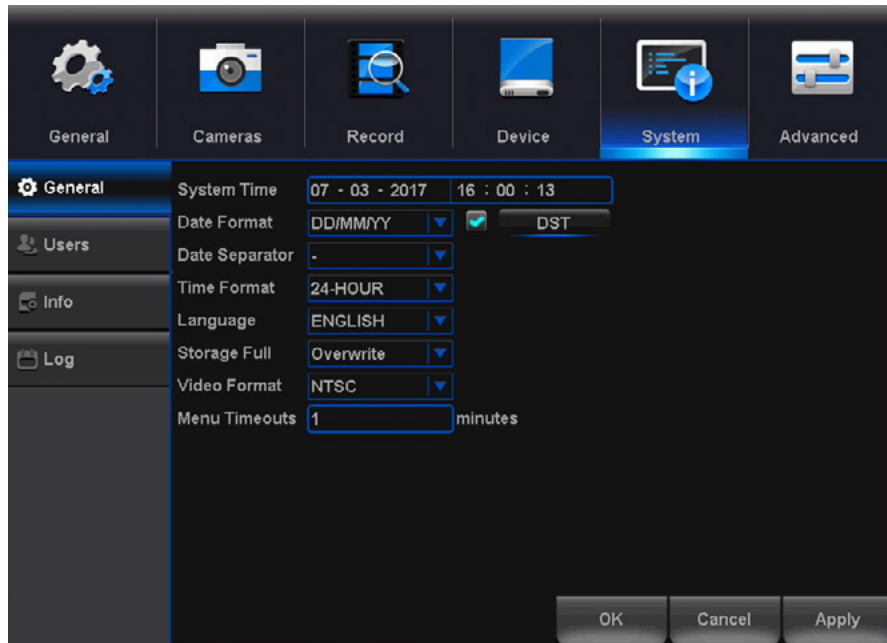 General Cameras Record Device System Advanced
General
Users
Info
Log
System Time 07 - 03 - 2017 16 : 00 : 13
Date Format DD/MM/YY DST
Date Separator -
Time Format 24-HOUR
Language ENGLISH
Storage Full Overwrite
Video Format NTSC
Menu Timeouts 1 minutes
OK Cancel Apply